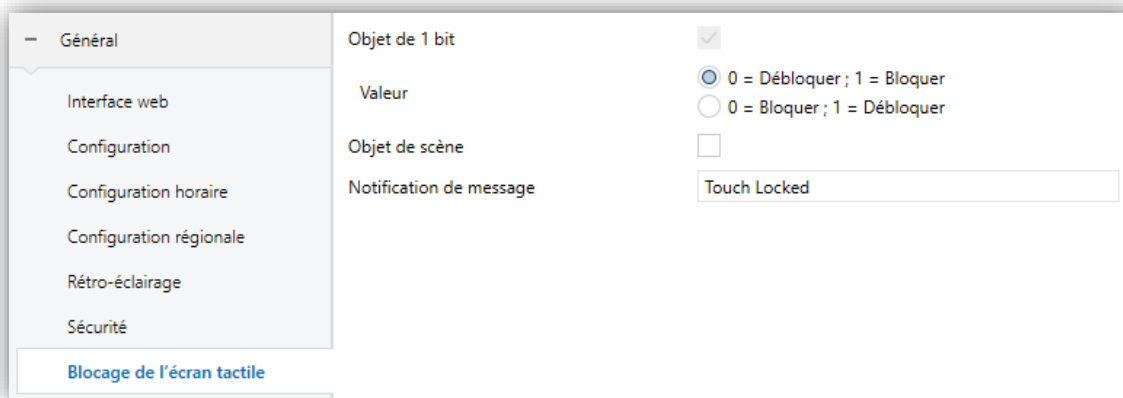 Général
Interface web
Configuration
Configuration horaire
Configuration régionale
Rétro-éclairage
Sécurité
Blocage de l'écran tactile
Objet de 1 bit
Valeur
0 = Débloquer ; 1 = Bloquer
0 = Bloquer ; 1 = Débloquer
Objet de scène
Notification de message
Touch Locked